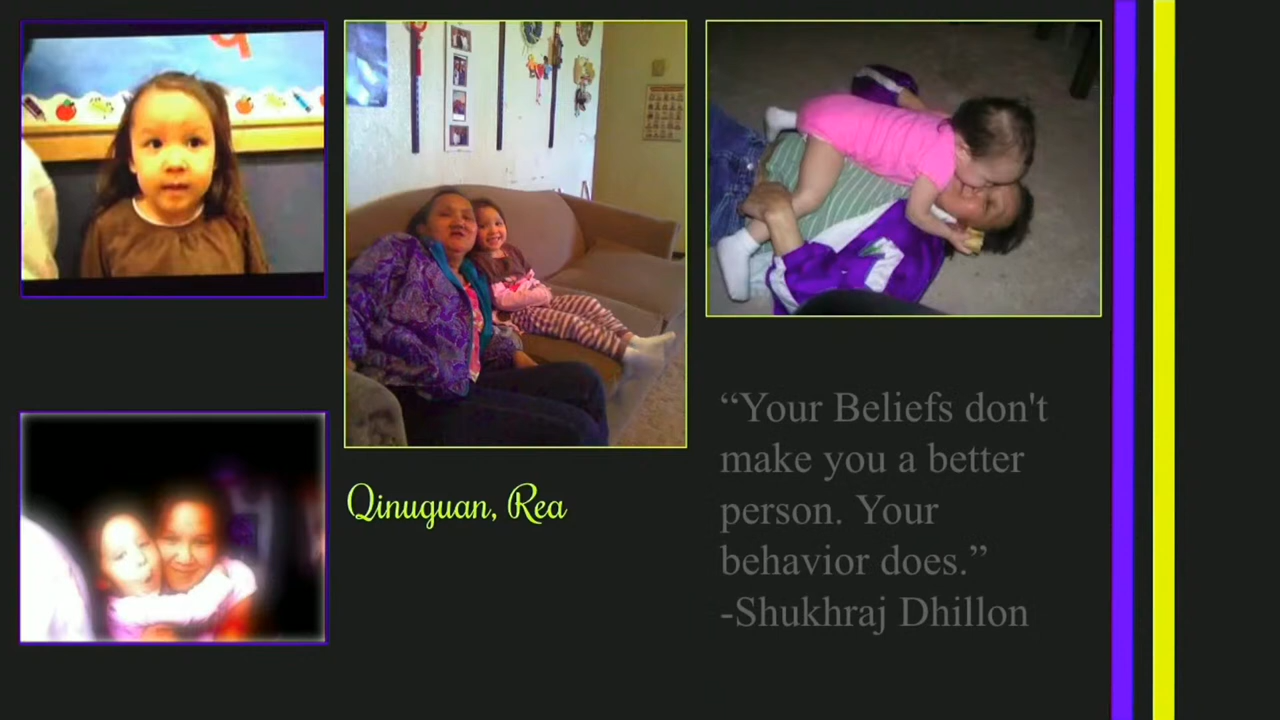 Qinuguan, Rea
“Your Beliefs don't
make you a better
person. Your
behavior does.”
-Shukhraj Dhillon